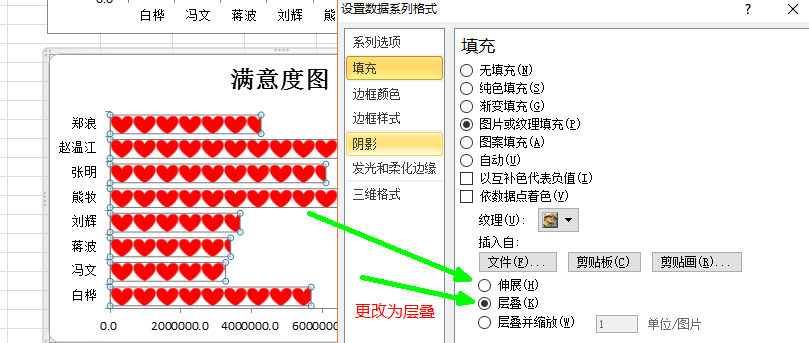 0.0
白桦 冯文 蒋波 刘辉 熊
满意度图
郑浪
赵温江
张明
熊牧
刘辉
蒋波
冯文
白桦
0.0 2000000.0 4000000.0 6000000
设置数据系列格式 ? ×
系列选项
填充
边框颜色
边框样式
阴影
发光和柔化边缘
三维格式
更改为层叠
填充
无填充(N)
纯色填充(S)
渐变填充(G)
图片或纹理填充(P)
图案填充(A)
自动(U)
以互补色代表负值(I)
依数据点着色(V)
纹理(U):
插入自:
文件(F)... 剪贴板(C) 剪贴画(R)...
伸展(H)
层叠(K)
层叠并缩放(W) 1 单位/图片